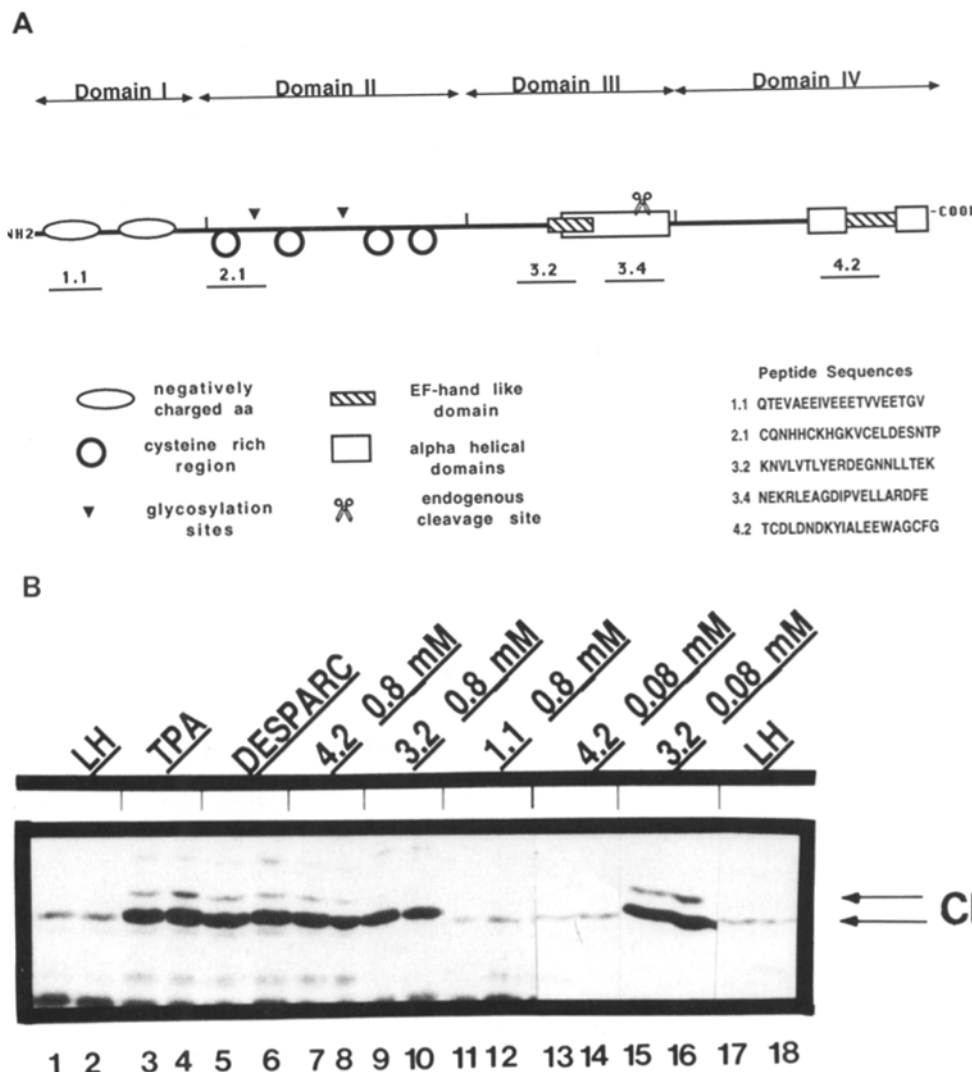 A
Domain I Domain II Domain III Domain IV
NH2 -COOH
1.1 2.1 3.2 3.4 4.2
negatively charged aa
cysteine rich region
glycosylation sites
EF-hand like domain
alpha helical domains
endogenous cleavage site
Peptide Sequences
1.1 QTEVAEEIVEEETVVEETGV
2.1 CQNHHCKHGKVCELDESNTP
3.2 KNVLVTLYERDEGNNLLTEK
3.4 NEKRLEAGDIPVELLARDFE
4.2 TCDLDNDKYIALEEWAGCFG
B
LH
TPA
DESPARC
4.2 0.8 mM
3.2 0.8 mM
1.1 0.8 mM
4.2 0.08 mM
3.2 0.08 mM
LH
1 2 3 4 5 6 7 8 9 10 11 12 13 14 15 16 17 18